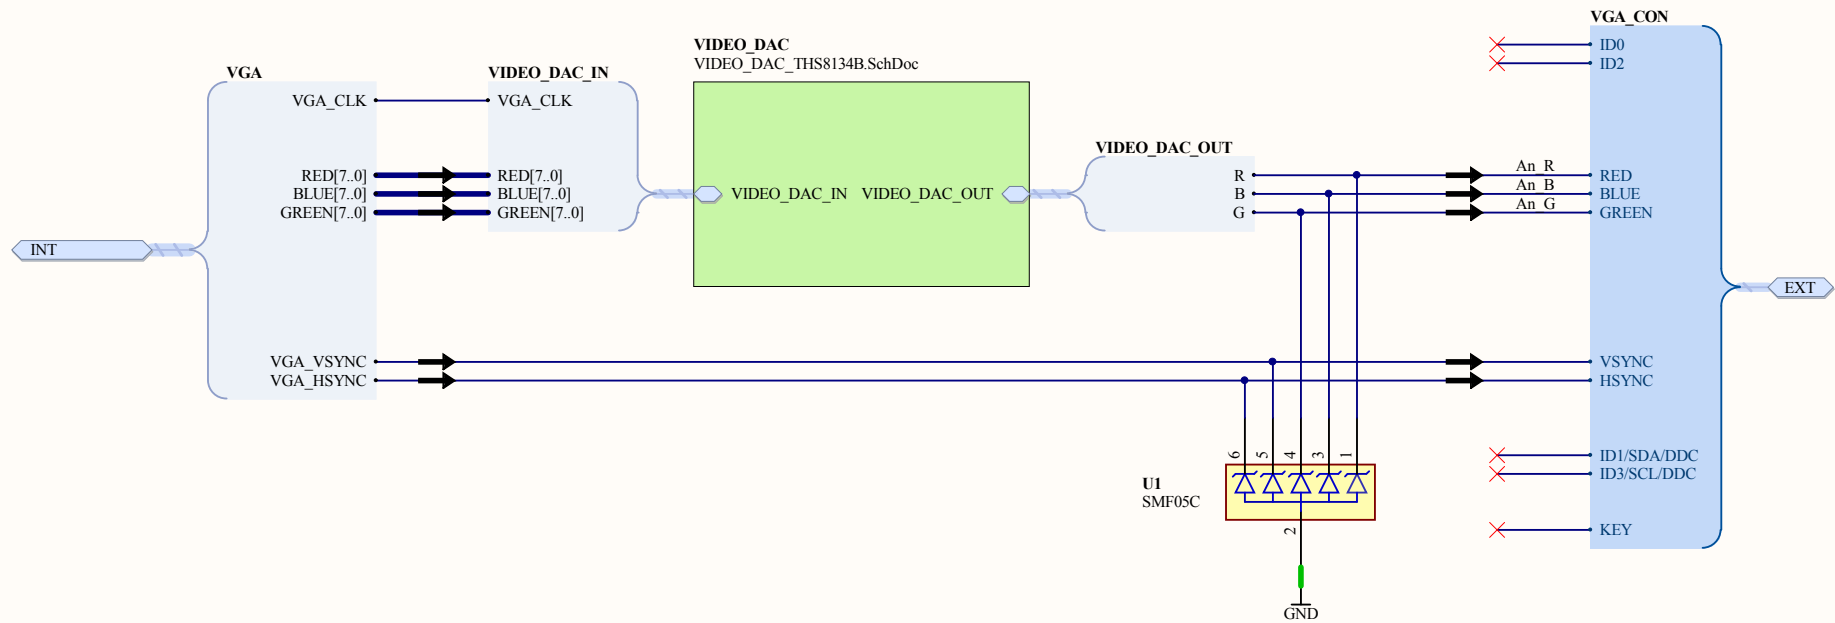 VGA_CON
ID0
ID2
VIDEO_DAC
VIDEO_DAC_THS8134B.SchDoc
VGA
VIDEO_DAC_IN
VGA_CLK
VGA_CLK
VIDEO_DAC_OUT
RED[7..0]
RED[7..0]
R
An_R
RED
BLUE[7..0]
BLUE[7..0]
VIDEO_DAC_IN
VIDEO_DAC_OUT
B
An_B
BLUE
GREEN[7..0]
GREEN[7..0]
G
An_G
GREEN
INT
EXT
VGA_VSYNC
VSYNC
VGA_HSYNC
HSYNC
6
5
4
3
1
ID1/SDA/DDC
ID3/SCL/DDC
U1
SMF05C
2
KEY
GND